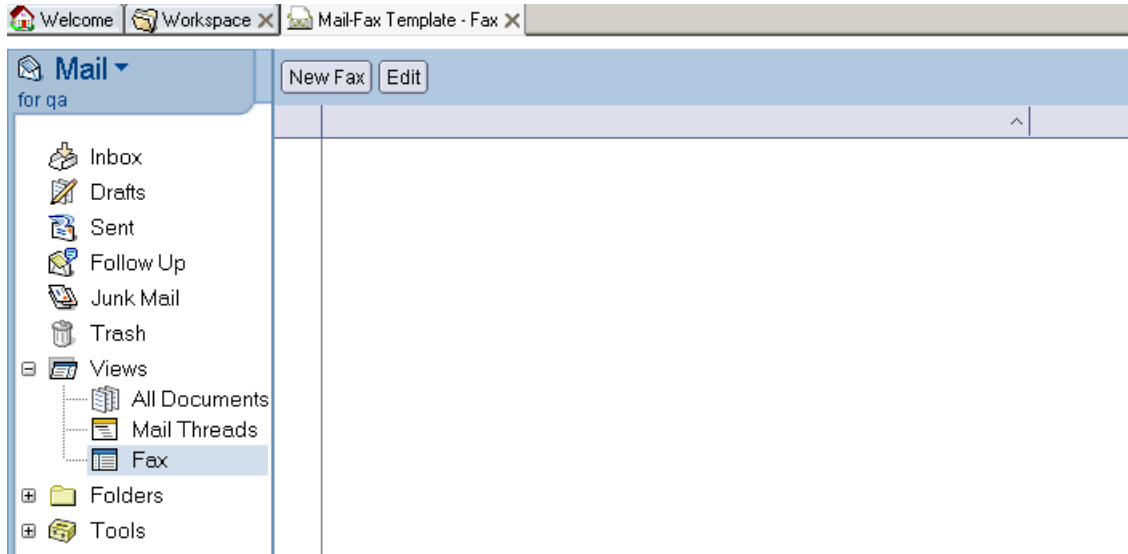 Welcome Workspace Mail-Fax Template - Fax
Mail
for qa
New Fax Edit
Inbox
Drafts
Sent
Follow Up
Junk Mail
Trash
Views
All Documents
Mail Threads
Fax
Folders
Tools